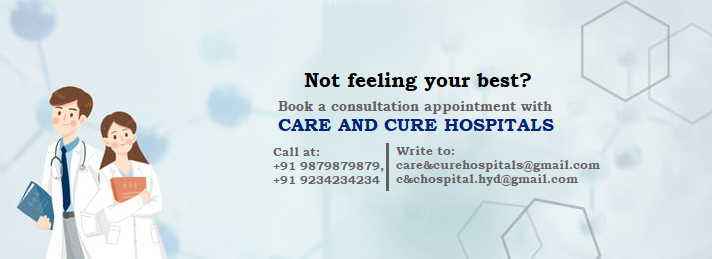 Not feeling your best?
Book a consultation appointment with
CARE AND CURE HOSPITALS
Call at:
+91 9879879879,
+91 9234234234
Write to:
care&curehospitals@gmail.com
c&chospital.hyd@gmail.com